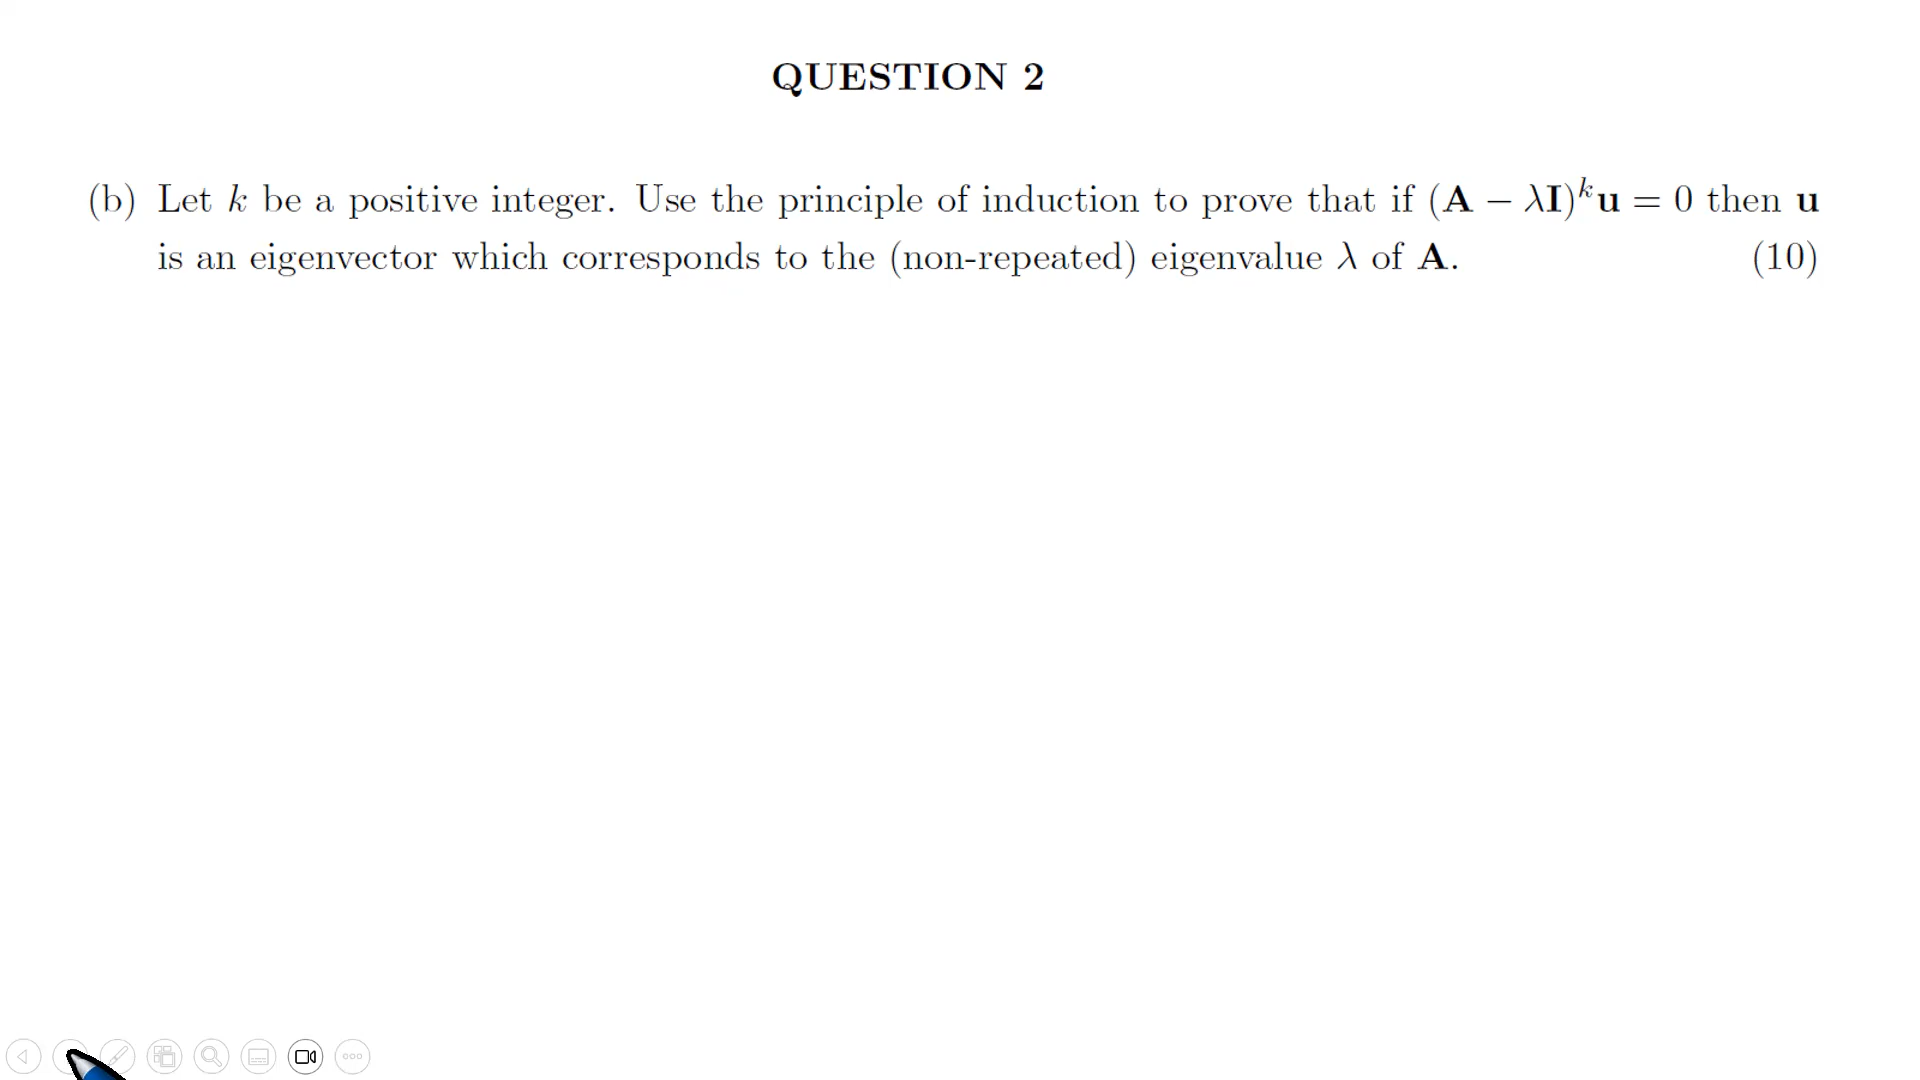 QUESTION 2
(b) Let k be a positive integer. Use the principle of induction to prove that if (A − λI)ᵏu = 0 then u
is an eigenvector which corresponds to the (non-repeated) eigenvalue λ of A. (10)